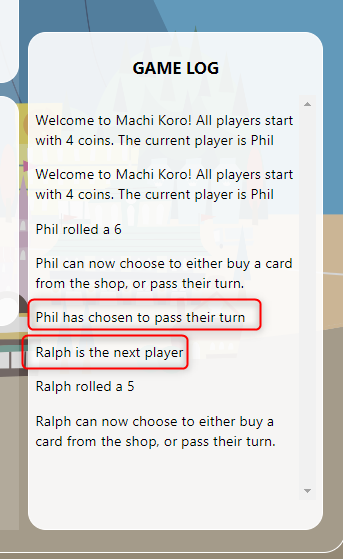 GAME LOG
Welcome to Machi Koro! All players start
with 4 coins. The current player is Phil
Welcome to Machi Koro! All players start
with 4 coins. The current player is Phil
Phil rolled a 6
Phil can now choose to either buy a card
from the shop, or pass their turn.
Phil has chosen to pass their turn
Ralph is the next player
Ralph rolled a 5
Ralph can now choose to either buy a
card from the shop, or pass their turn.